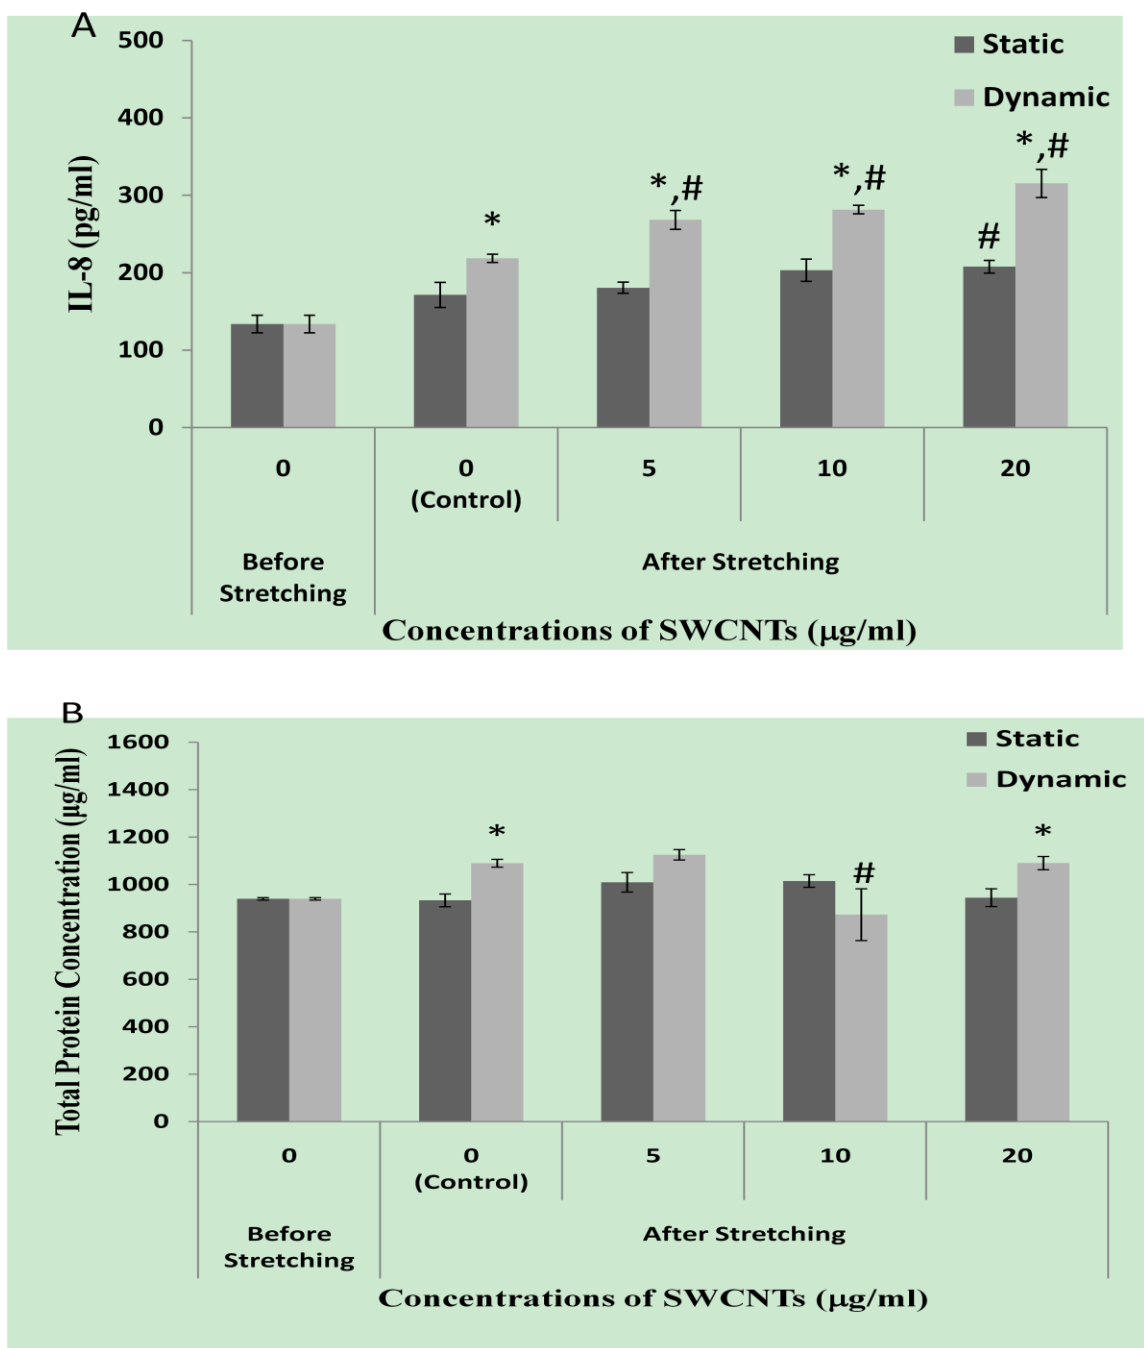 A
500
400
300
200
100
0
IL-8 (pg/ml)
Static
Dynamic
*
*,#
*,#
#
*,#
0 0 5 10 20
(Control)
Before
Stretching
After Stretching
Concentrations of SWCNTs (μg/ml)
B
1600
1400
1200
1000
800
600
400
200
0
Total Protein Concentration (μg/ml)
Static
Dynamic
*
#
*
0 0 5 10 20
(Control)
Before
Stretching
After Stretching
Concentrations of SWCNTs (μg/ml)